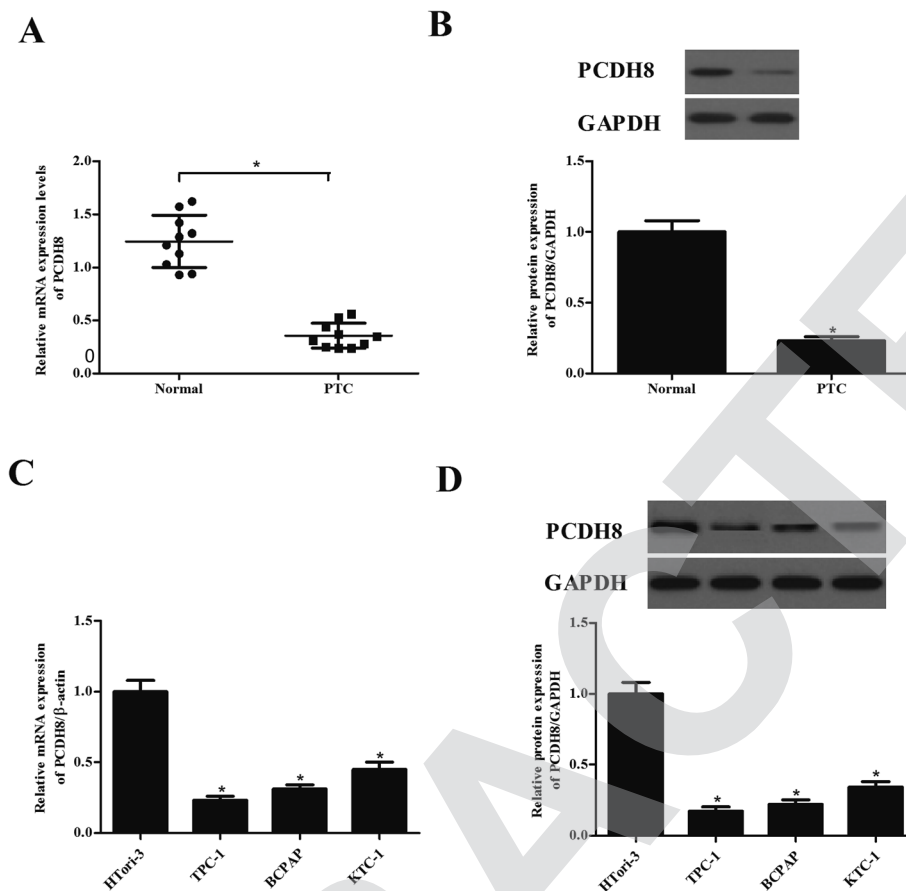 A
B
PCDH8
GAPDH
Relative mRNA expression levels
of PCDH8
2.0
1.5
1.0
0.5
0
0.0
*
Normal
PTC
Relative protein expression
of PCDH8/GAPDH
1.5
1.0
0.5
0.0
*
Normal
PTC
C
D
PCDH8
GAPDH
Relative mRNA expression
of PCDH8/β-actin
1.5
1.0
0.5
0.0
*
*
*
HTori-3
TPC-1
BCPAP
KTC-1
Relative protein expression
of PCDH8/GAPDH
1.5
1.0
0.5
0.0
*
*
*
HTori-3
TPC-1
BCPAP
KTC-1